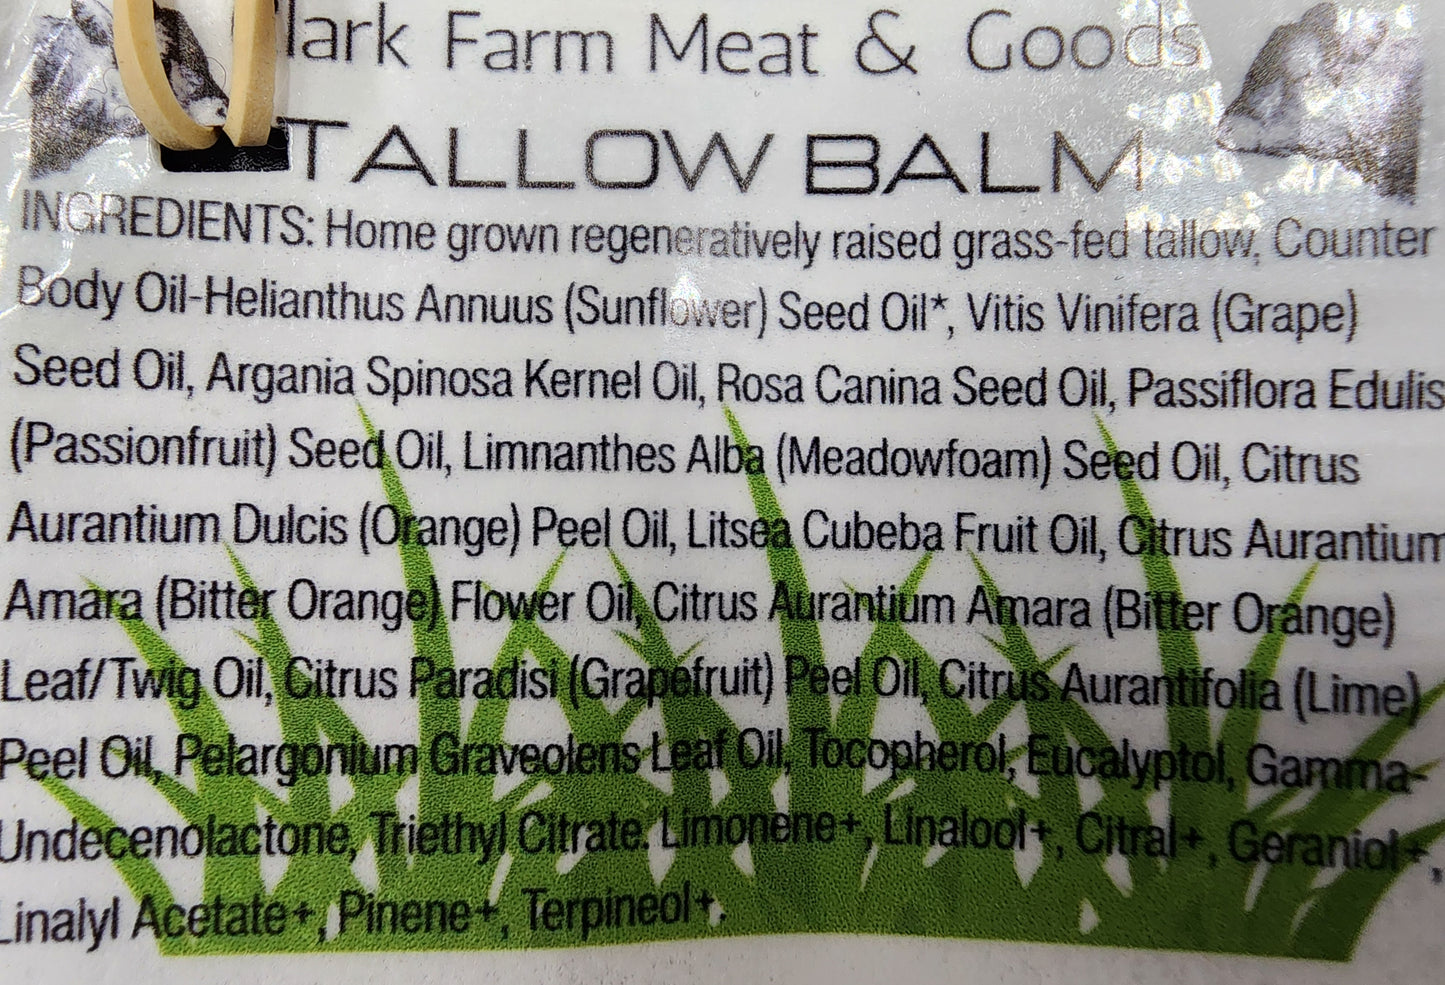 lark Farm Meat & Goods
TALLOW BALM
INGREDIENTS: Home grown regeneratively raised grass-fed tallow, Counter
Body Oil-Helianthus Annuus (Sunflower) Seed Oil*, Vitis Vinifera (Grape)
Seed Oil, Argania Spinosa Kernel Oil, Rosa Canina Seed Oil, Passiflora Edulis
(Passionfruit) Seed Oil, Limnanthes Alba (Meadowfoam) Seed Oil, Citrus
Aurantium Dulcis (Orange) Peel Oil, Litsea Cubeba Fruit Oil, Citrus Aurantium
Amara (Bitter Orange) Flower Oil, Citrus Aurantium Amara (Bitter Orange)
Leaf/Twig Oil, Citrus Paradisi (Grapefruit) Peel Oil, Citrus Aurantifolia (Lime)
Peel Oil, Pelargonium Graveolens Leaf Oil, Tocopherol, Eucalyptol, Gamma-
Undecenolactone, Triethyl Citrate. Limonene+, Linalool+, Citral+, Geraniol+,
Linalyl Acetate+, Pinene+, Terpineol+.